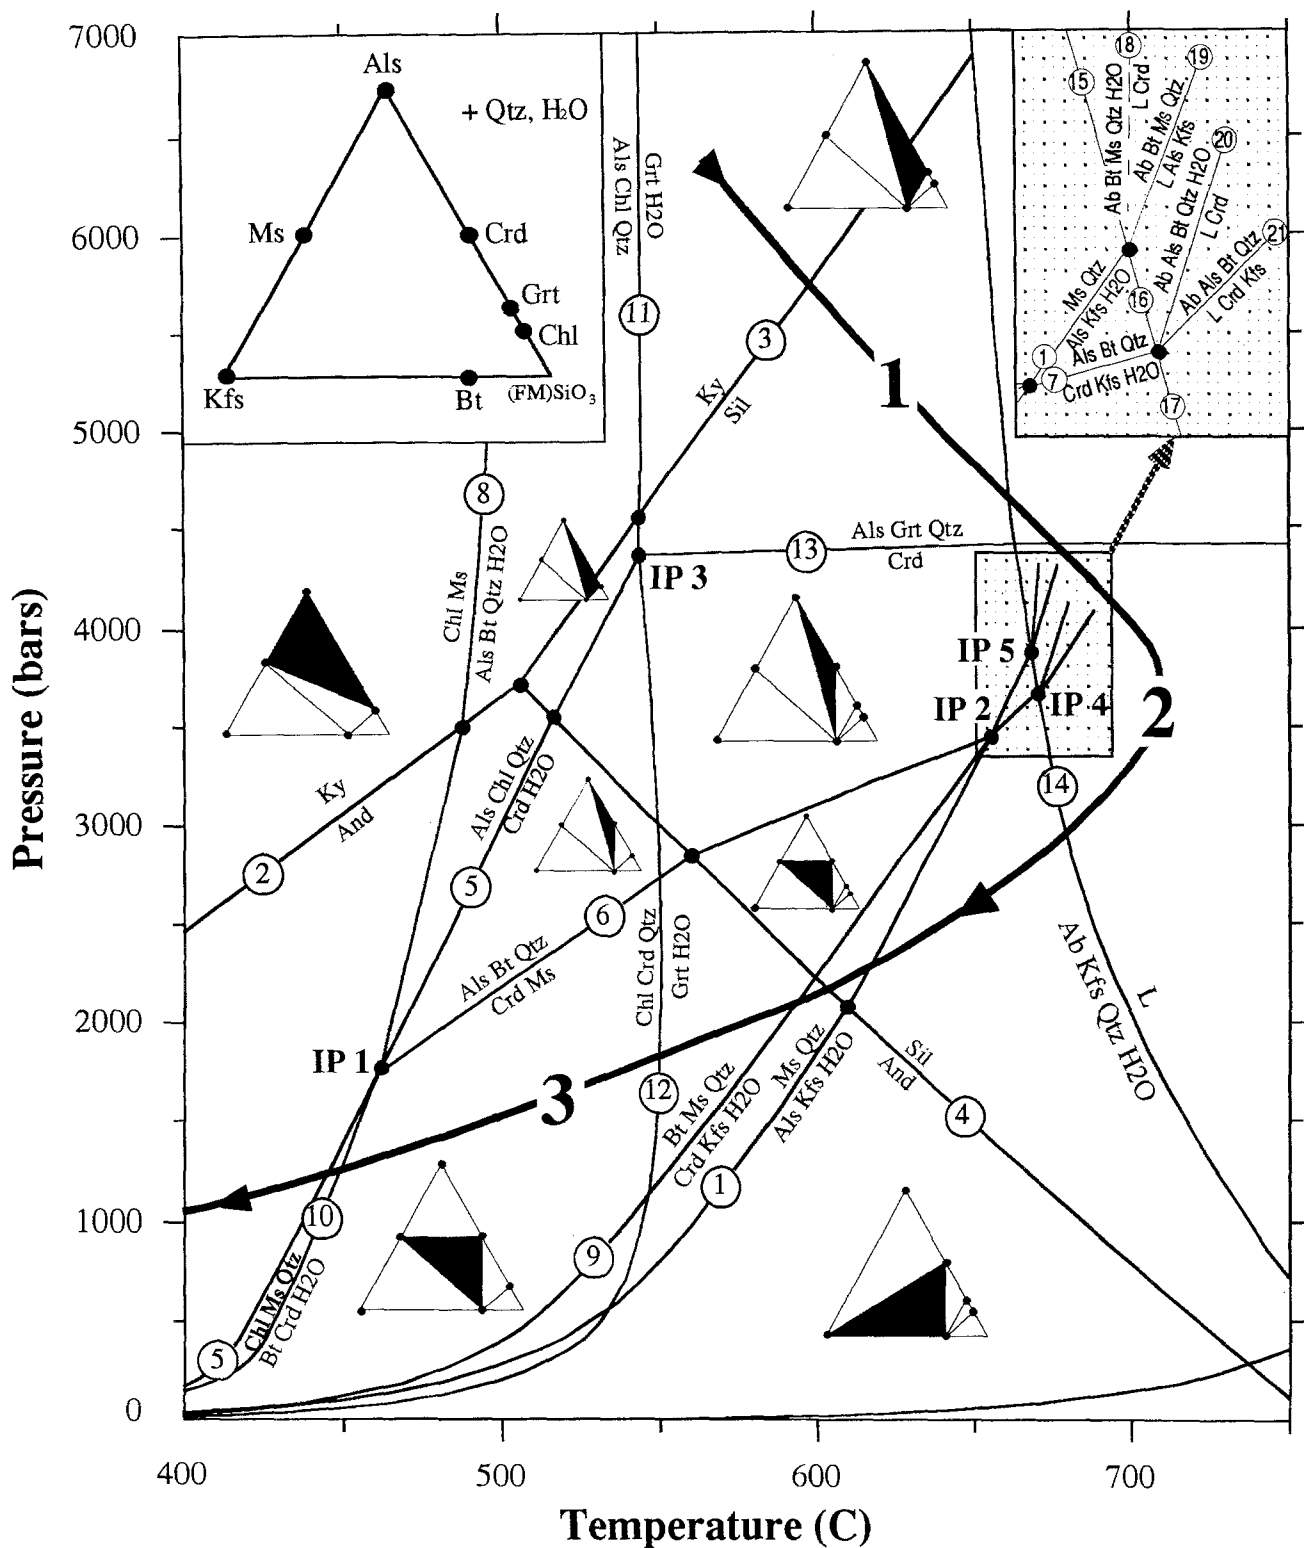 7000
6000
5000
4000
3000
2000
1000
0
400
500
600
700
Pressure (bars)
Temperature (C)
Als
+ Qtz, H2O
Ms
Crd
Grt
Chl
Kfs
Bt
(FM)SiO3
Als Chl Qtz
Grt H2O
11
3
Ky
Sil
1
15
18
19
20
21
Ab Bt Ms Qtz H2O
L Crd
Ab Bt Ms Qtz
L Als Kfs
Ab Als Bt Qtz H2O
L Crd
Ab Als Bt Qtz
L Crd Kfs
Ms Qtz
Als Kfs H2O
16
1
7
Als Bt Qtz
Crd Kfs H2O
17
8
Chl Ms
Als Bt Qtz H2O
13
Als Grt Qtz
Crd
IP 3
IP 5
IP 2
IP 4
2
14
Ky
And
2
Als Chl Qtz
Crd H2O
5
6
Als Bt Qtz
Crd Ms
Chl Crd Qtz
Grt H2O
12
L
Ab Kfs Qtz H2O
IP 1
3
Bt Ms Qtz
Crd Kfs H2O
Ms Qtz
Als Kfs H2O
Sil
And
4
1
9
10
5
Chl Ms Qtz
Bt Crd H2O